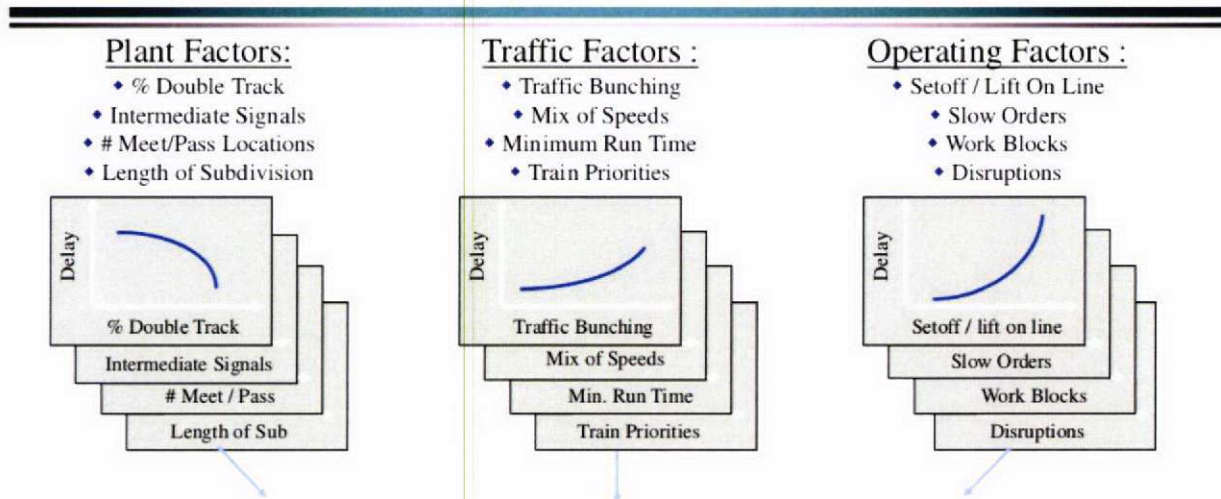 Plant Factors:
◆ % Double Track
◆ Intermediate Signals
◆ # Meet/Pass Locations
◆ Length of Subdivision
Delay
% Double Track
Intermediate Signals
# Meet / Pass
Length of Sub
Traffic Factors :
◆ Traffic Bunching
◆ Mix of Speeds
◆ Minimum Run Time
◆ Train Priorities
Delay
Traffic Bunching
Mix of Speeds
Min. Run Time
Train Priorities
Operating Factors :
◆ Setoff / Lift On Line
◆ Slow Orders
◆ Work Blocks
◆ Disruptions
Delay
Setoff / lift on line
Slow Orders
Work Blocks
Disruptions